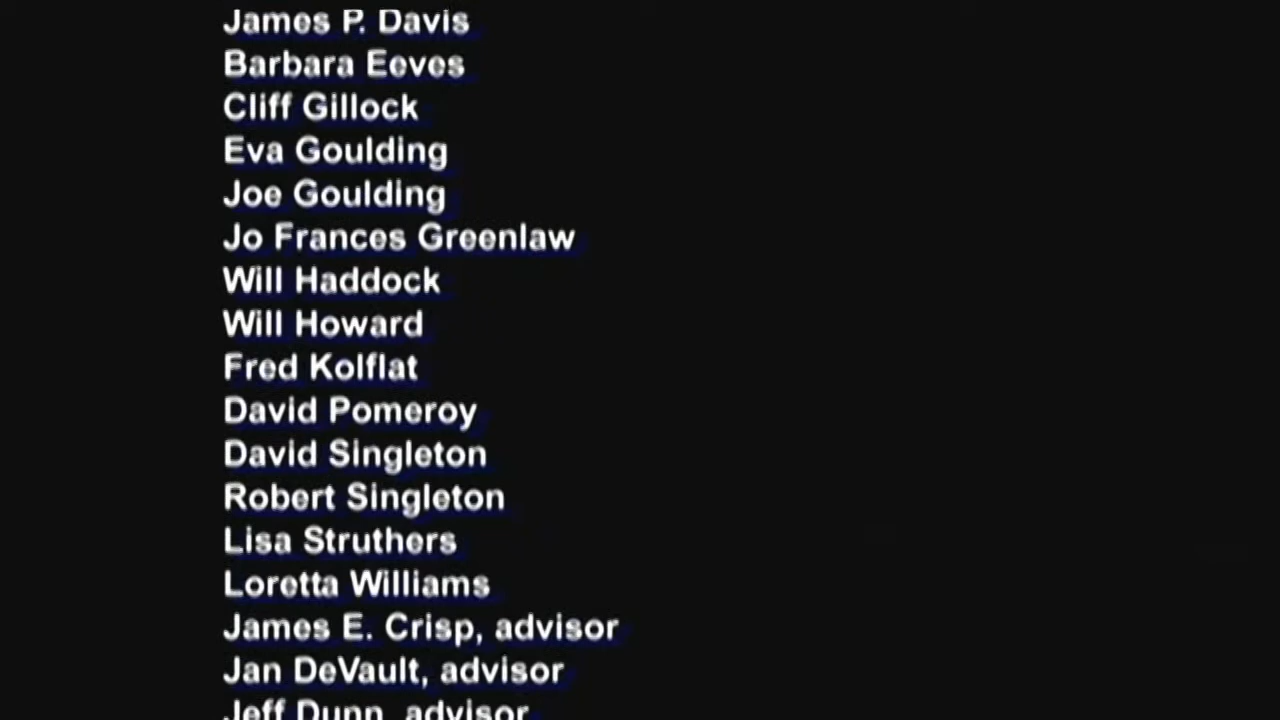 James P. Davis
Barbara Eeves
Cliff Gillock
Eva Goulding
Joe Goulding
Jo Frances Greenlaw
Will Haddock
Will Howard
Fred Kolflat
David Pomeroy
David Singleton
Robert Singleton
Lisa Struthers
Loretta Williams
James E. Crisp, advisor
Jan DeVault, advisor
Jeff Dunn, advisor